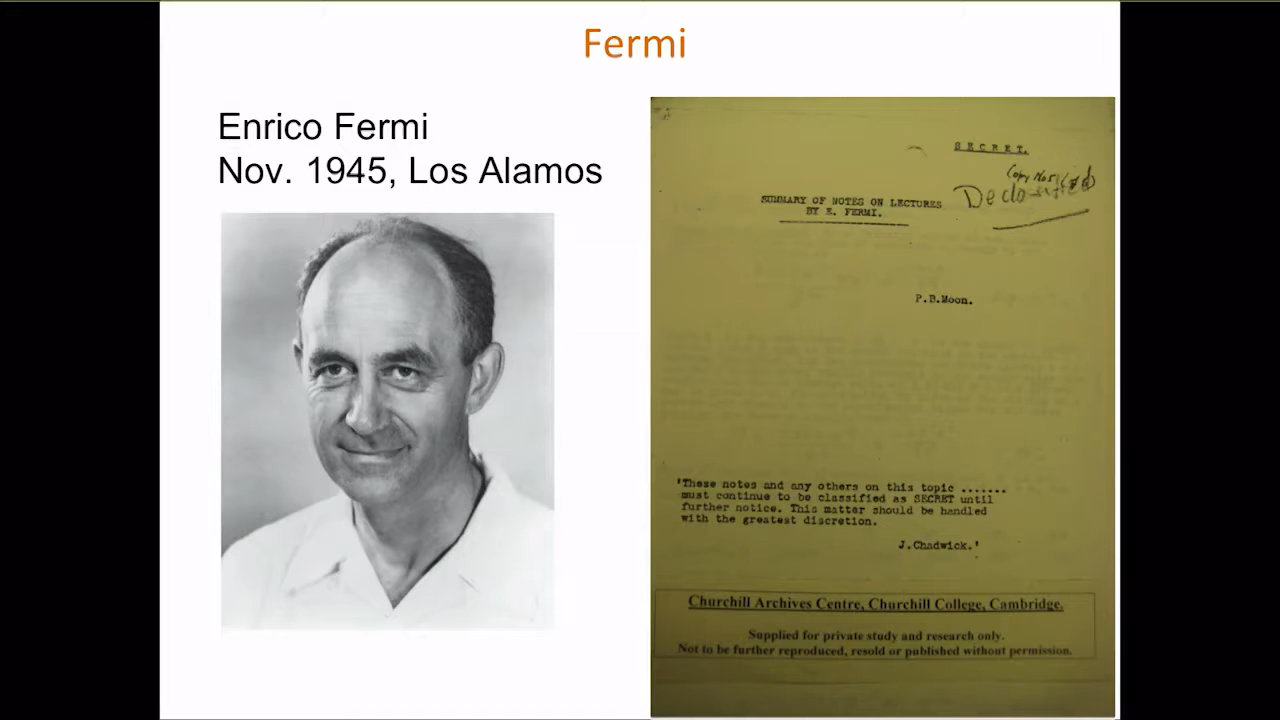 Fermi
Enrico Fermi
Nov. 1945, Los Alamos
SECRET.
Copy No5
Declassified
SUMMARY OF NOTES ON LECTURES
BY E. FERMI.
P.B.Moon.
'These notes and any others on this topic .......
must continue to be classified as SECRET until
further notice. This matter should be handled
with the greatest discretion.
J.Chadwick.'
Churchill Archives Centre, Churchill College, Cambridge.
Supplied for private study and research only.
Not to be further reproduced, resold or published without permission.